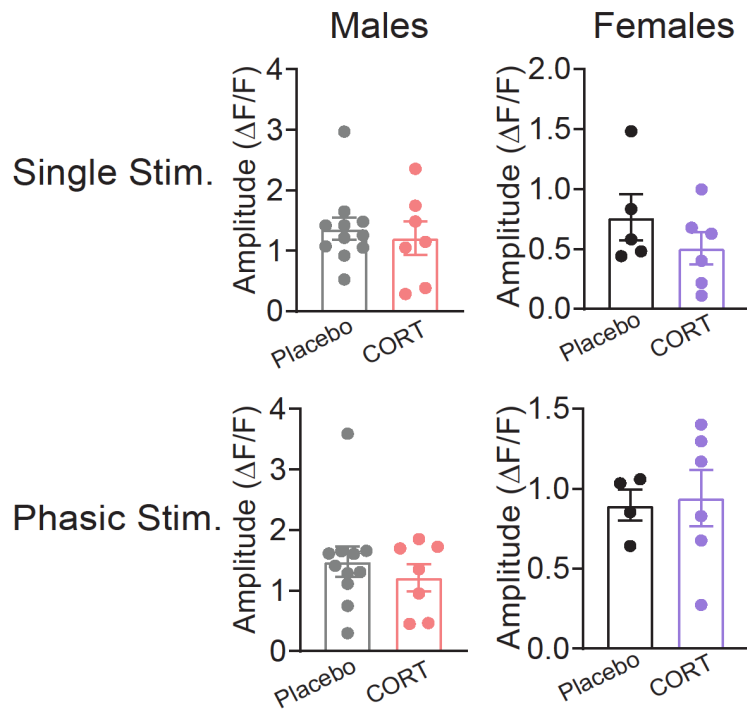 Males
Females
Single Stim.
Amplitude (ΔF/F)
4
3
2
1
0
Placebo
CORT
Amplitude (ΔF/F)
2.0
1.5
1.0
0.5
0.0
Placebo
CORT
Phasic Stim.
Amplitude (ΔF/F)
4
3
2
1
0
Placebo
CORT
Amplitude (ΔF/F)
1.5
1.0
0.5
0.0
Placebo
CORT